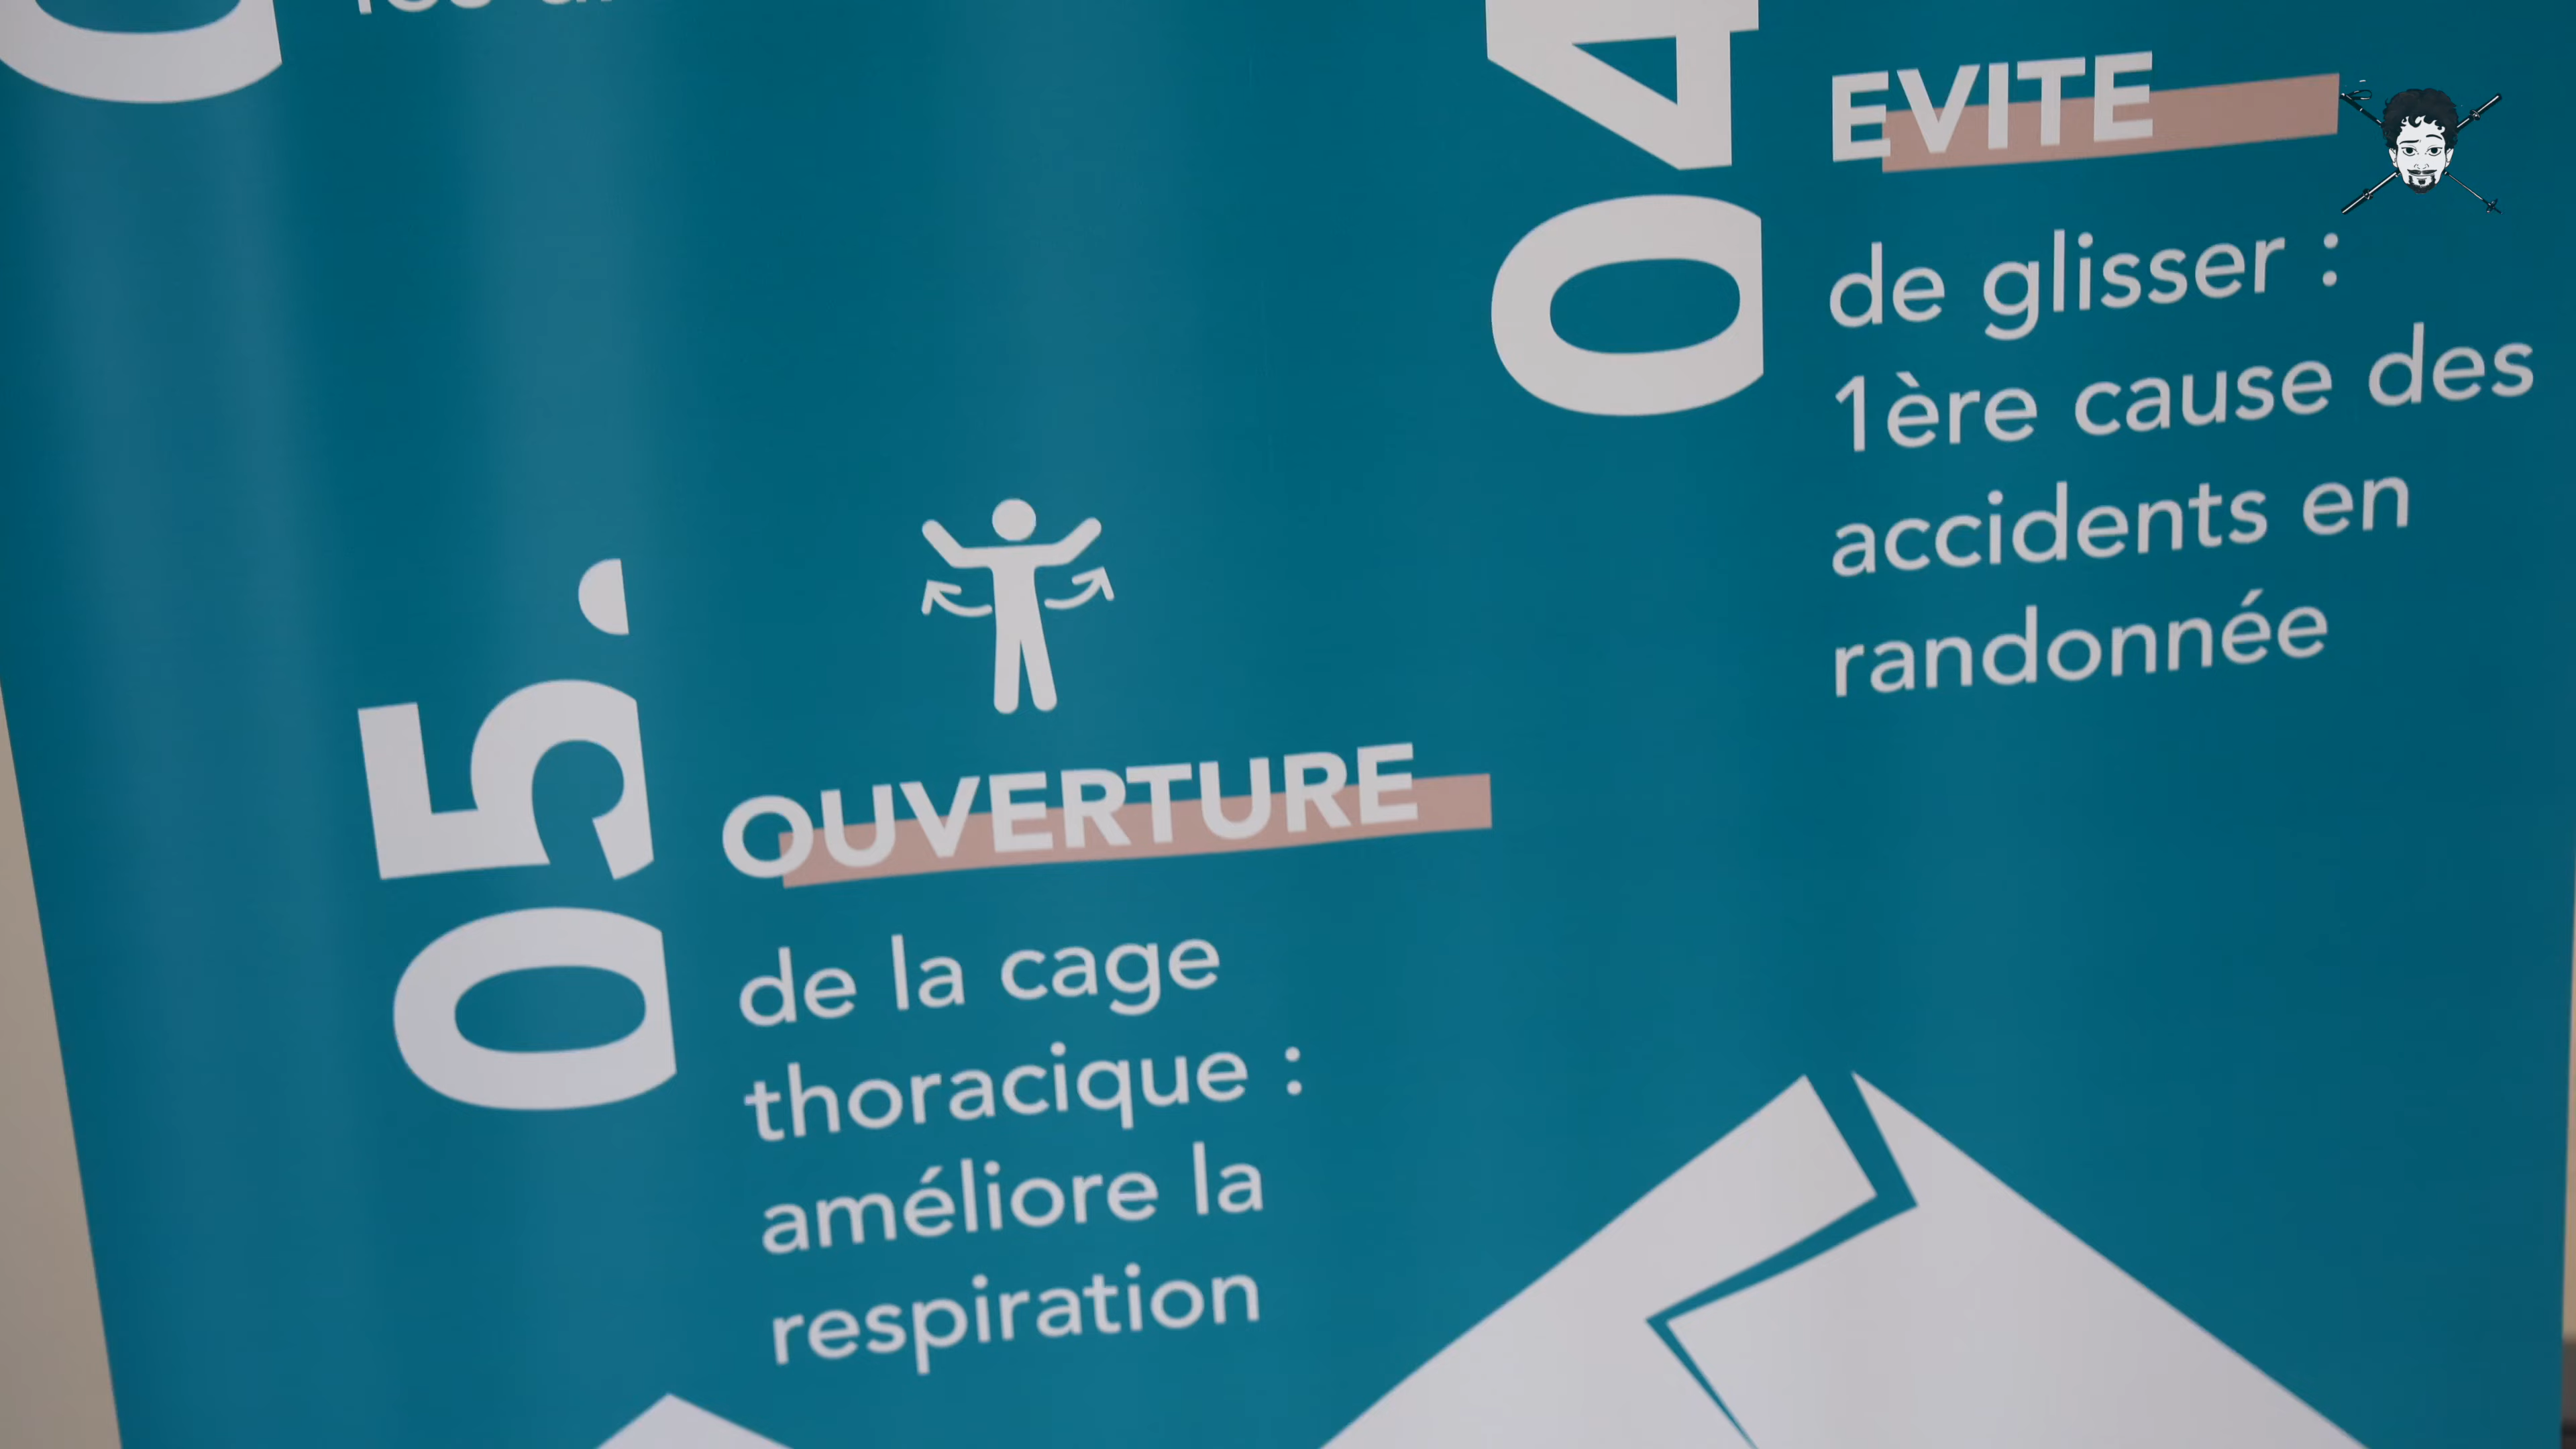 04
EVITE
de glisser :
1ère cause des
accidents en
randonnée
05.
OUVERTURE
de la cage
thoracique :
améliore la
respiration